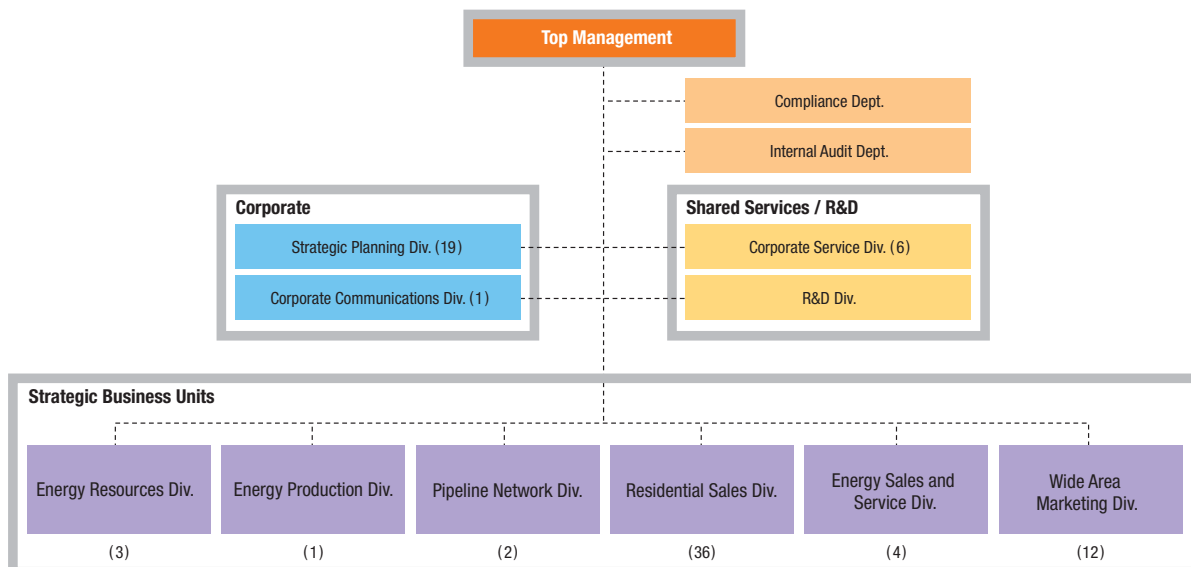 Top Management
Compliance Dept.
Internal Audit Dept.
Corporate
Strategic Planning Div. (19)
Corporate Communications Div. (1)
Shared Services / R&D
Corporate Service Div. (6)
R&D Div.
Strategic Business Units
Energy Resources Div.
(3)
Energy Production Div.
(1)
Pipeline Network Div.
(2)
Residential Sales Div.
(36)
Energy Sales and
Service Div.
(4)
Wide Area
Marketing Div.
(12)